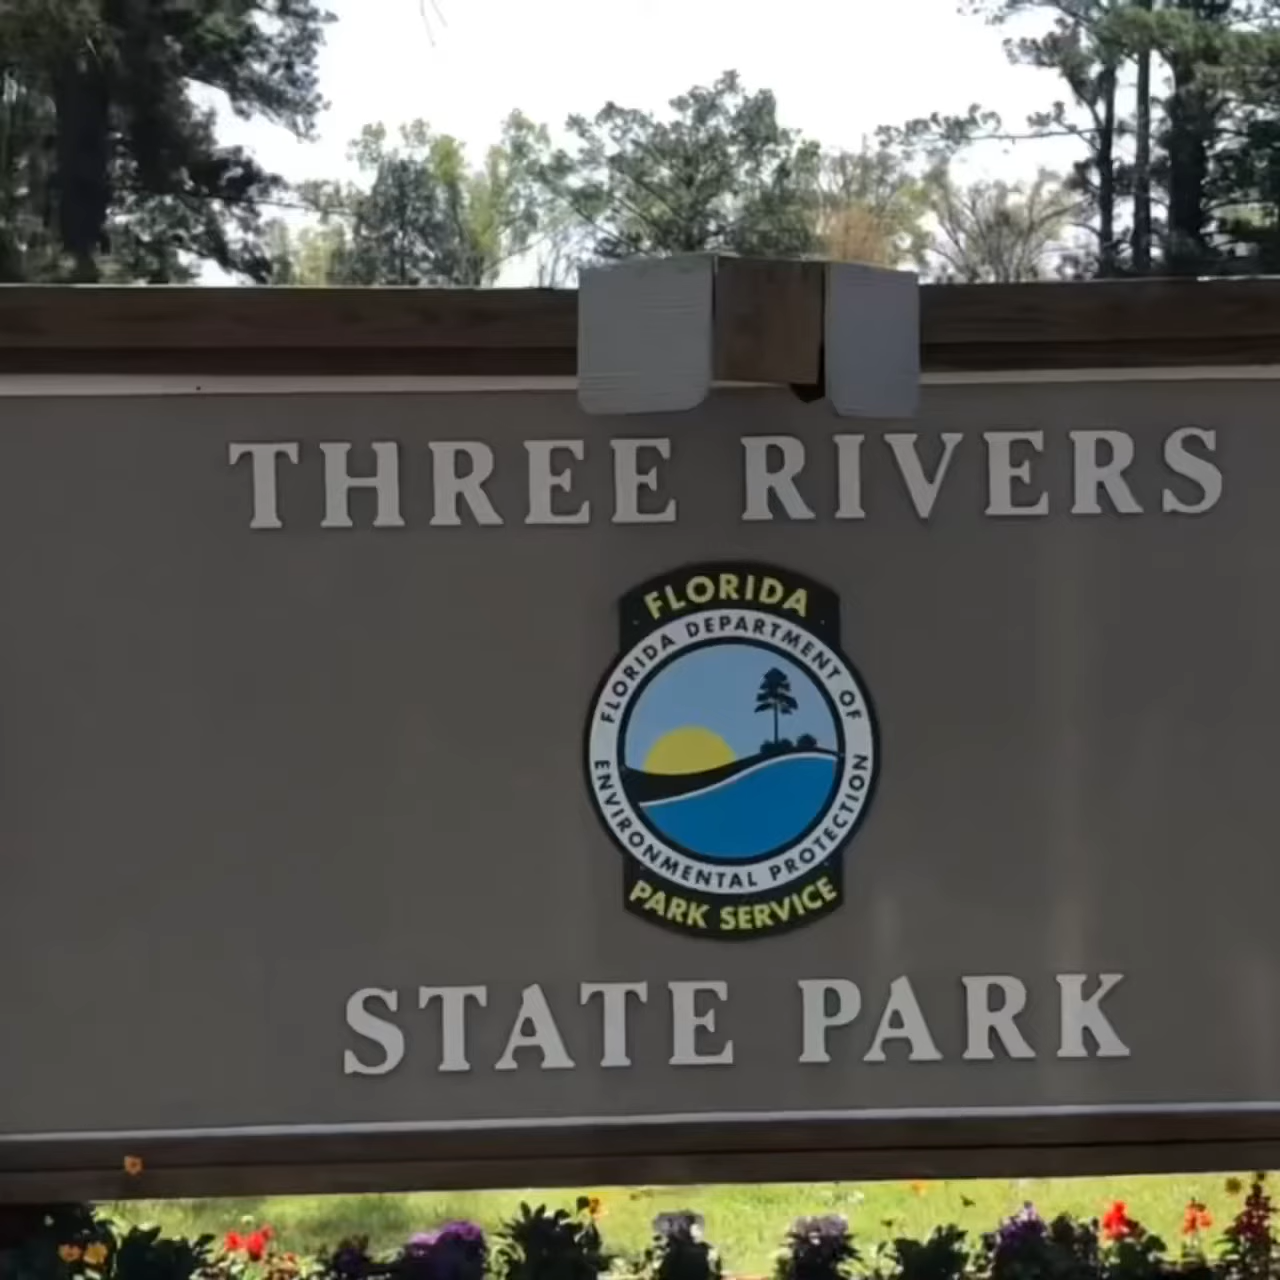 THREE RIVERS
FLORIDA
FLORIDA DEPARTMENT OF
ENVIRONMENTAL PROTECTION
PARK SERVICE
STATE PARK